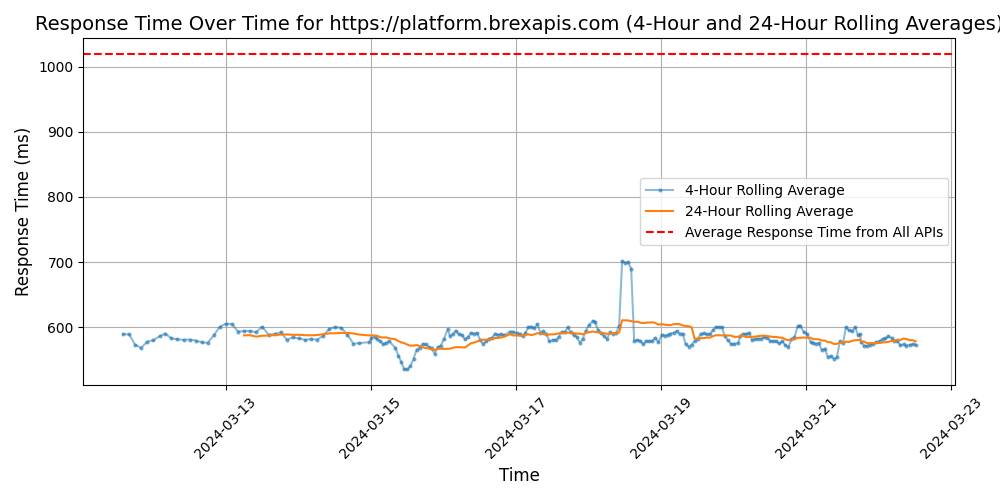 Response Time Over Time for https://platform.brexapis.com (4-Hour and 24-Hour Rolling Averages)
Response Time (ms)
1000
900
800
700
600
4-Hour Rolling Average
24-Hour Rolling Average
Average Response Time from All APIs
2024-03-13
2024-03-15
2024-03-17
2024-03-19
2024-03-21
2024-03-23
Time